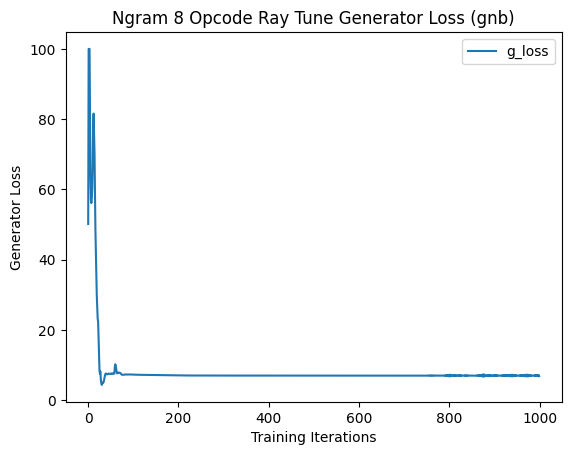 Ngram 8 Opcode Ray Tune Generator Loss (gnb)
g_loss
100
80
60
40
20
0
Generator Loss
0 200 400 600 800 1000
Training Iterations